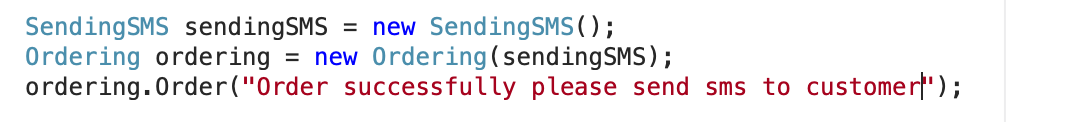 SendingSMS sendingSMS = new SendingSMS();
Ordering ordering = new Ordering(sendingSMS);
ordering.Order("Order successfully please send sms to customer");